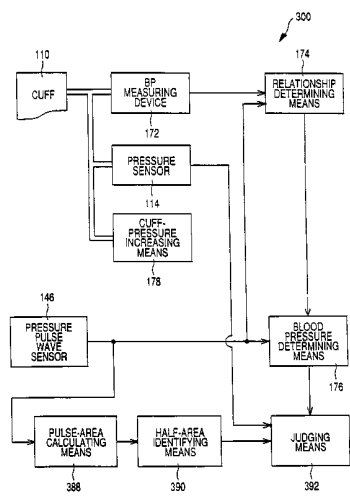 300
110
CUFF
BP
MEASURING
DEVICE
172
174
RELATIONSHIP
DETERMINING
MEANS
PRESSURE
SENSOR
114
CUFF-
PRESSURE
INCREASING
MEANS
178
146
PRESSURE
PULSE
WAVE
SENSOR
BLOOD
PRESSURE
DETERMINING
MEANS
176
PULSE-AREA
CALCULATING
MEANS
388
HALF-AREA
IDENTIFYING
MEANS
390
JUDGING
MEANS
392